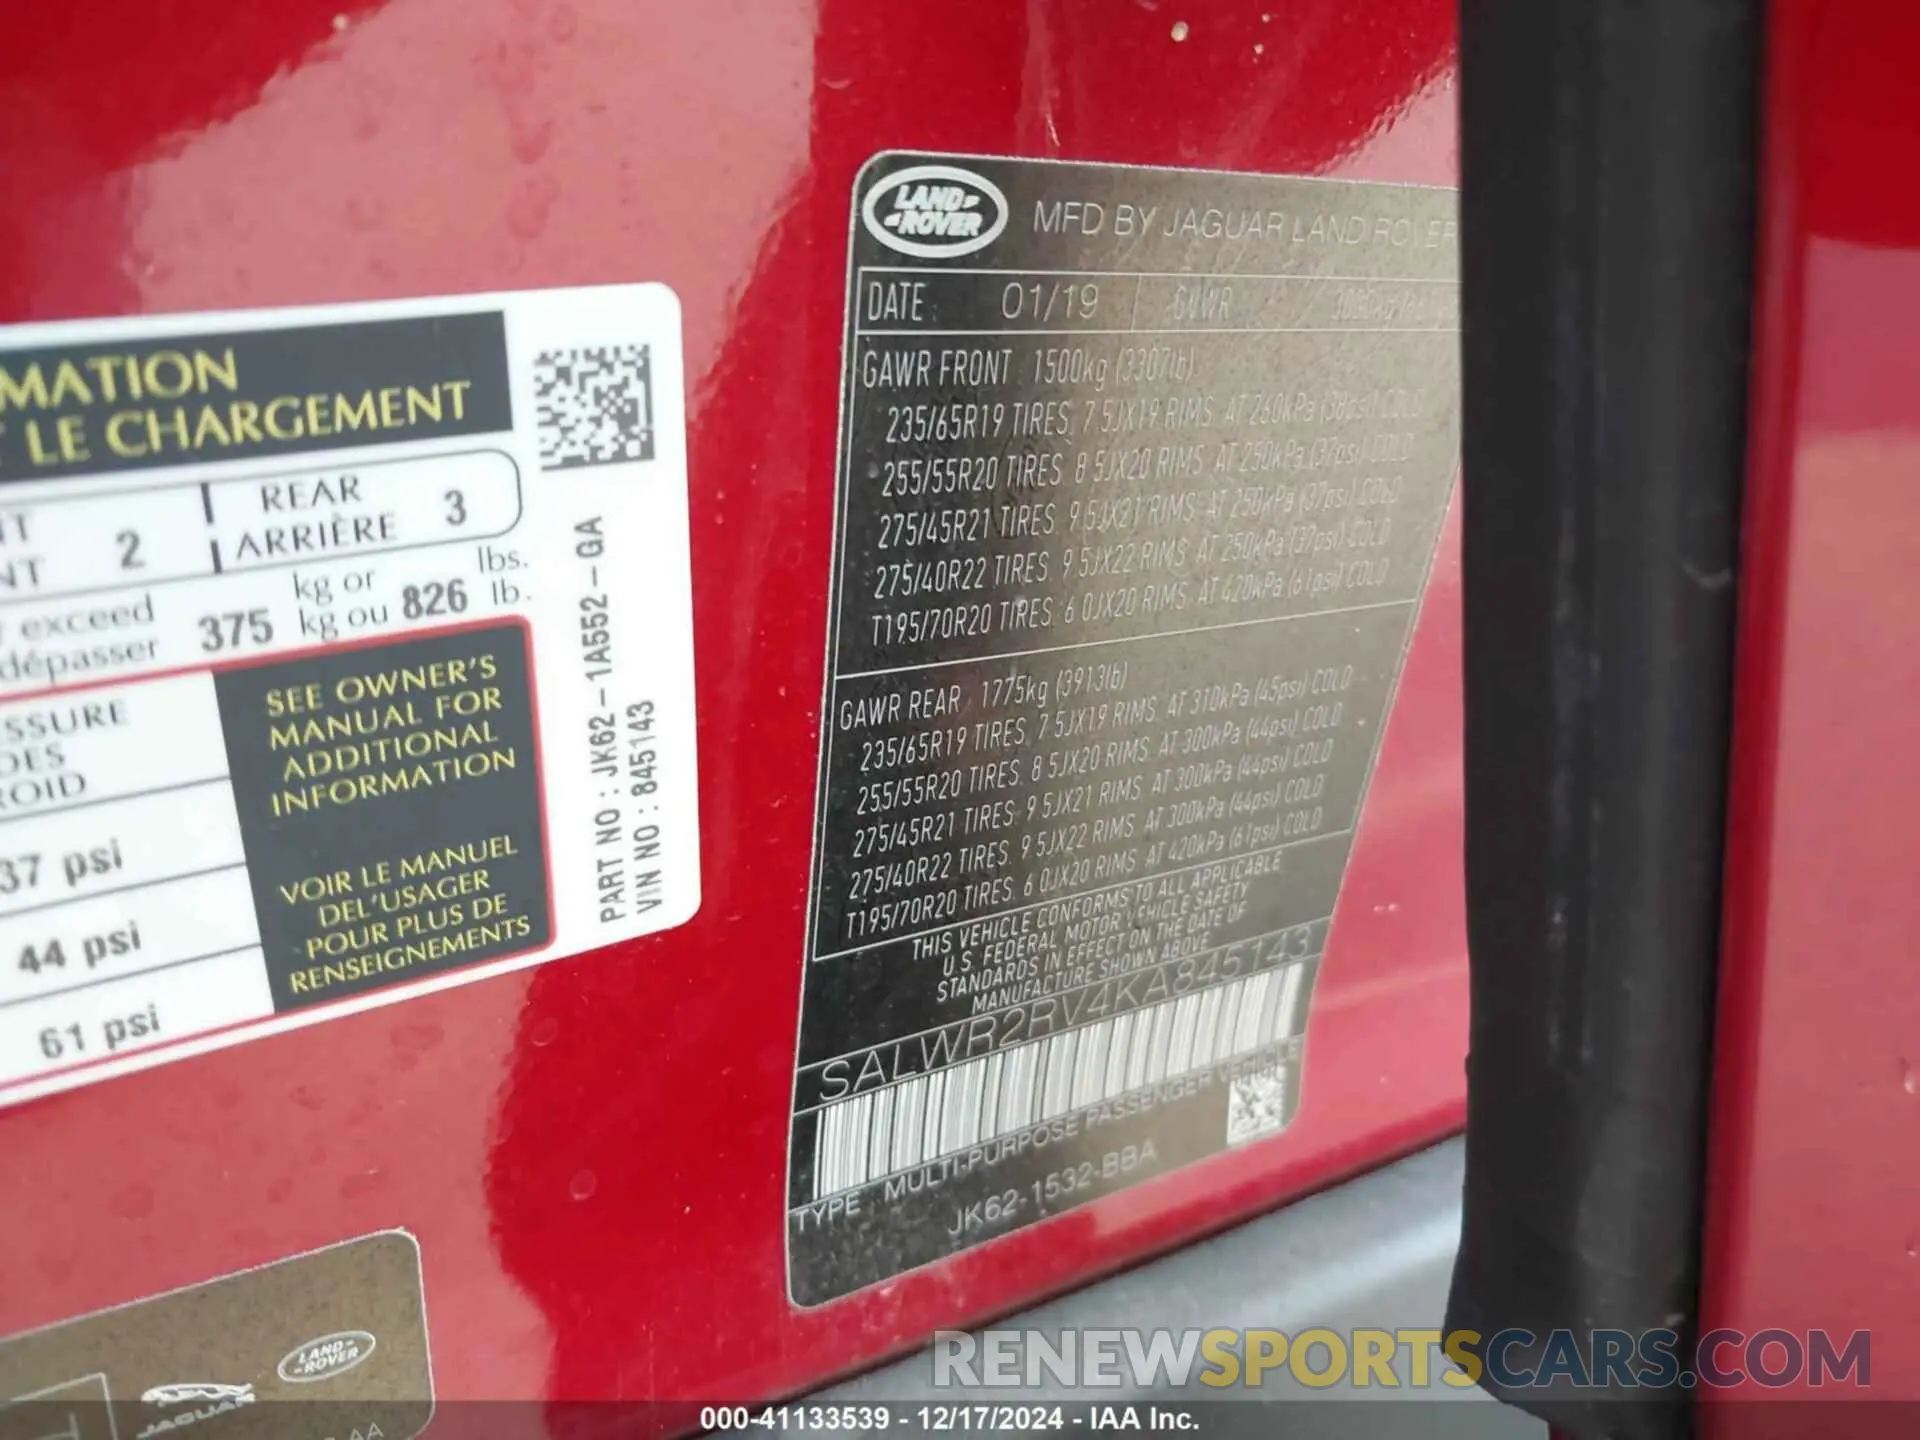 MATION
LE CHARGEMENT
2
REAR
ARRIÈRE
3
exceed
dépasser
375
kg or
kg ou
826
lbs.
lb.
SSURE
37 psi
44 psi
61 psi
SEE OWNER'S
MANUAL FOR
ADDITIONAL
INFORMATION
VOIR LE MANUEL
DEL'USAGER
POUR PLUS DE
RENSEIGNEMENTS
PART NO : JK62-1A552-GA
VIN NO : 845143
LAND ROVER
MFD BY JAGUAR LAND ROVER
DATE : 01/19 GVWR
GAWR FRONT : 1500kg (3307lb)
235/65R19 TIRES. 7.5JX19 RIMS. AT 260kPa (38psi) COLD
255/55R20 TIRES. 8.5JX20 RIMS. AT 250kPa (37psi) COLD
275/45R21 TIRES. 9.5JX21 RIMS. AT 250kPa (37psi) COLD
275/40R22 TIRES. 9.5JX22 RIMS. AT 250kPa (37psi) COLD
T195/70R20 TIRES. 6.0JX20 RIMS. AT 420kPa (61psi) COLD
GAWR REAR : 1775kg (3913lb)
235/65R19 TIRES. 7.5JX19 RIMS. AT 310kPa (45psi) COLD
255/55R20 TIRES. 8.5JX20 RIMS. AT 300kPa (44psi) COLD
275/45R21 TIRES. 9.5JX21 RIMS. AT 300kPa (44psi) COLD
275/40R22 TIRES. 9.5JX22 RIMS. AT 300kPa (44psi) COLD
T195/70R20 TIRES. 6.0JX20 RIMS. AT 420kPa (61psi) COLD
THIS VEHICLE CONFORMS TO ALL APPLICABLE
U.S. FEDERAL MOTOR VEHICLE SAFETY
STANDARDS IN EFFECT ON THE DATE OF
MANUFACTURE SHOWN ABOVE
SALWR2RV4KA845143
TYPE MULTI-PURPOSE PASSENGER VEHICLE
JK62-1532-BBA
JAGUAR
LAND ROVER
AA
RENEWSPORTSCARS.COM
000-41133539 - 12/17/2024 - IAA Inc.